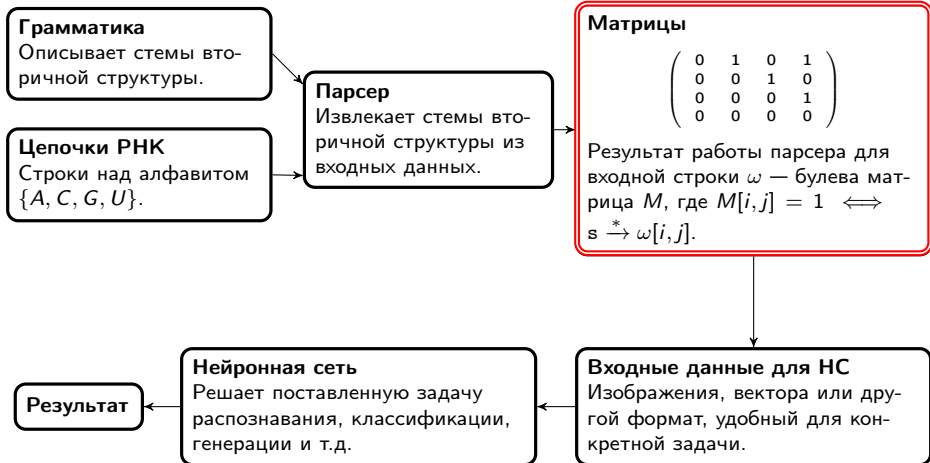 Грамматика
Описывает стемы вто-
ричной структуры.
Цепочки РНК
Строки над алфавитом
{A, C, G, U}.
Парсер
Извлекает стемы вто-
ричной структуры из
входных данных.
Матрицы
0 1 0 1
0 0 1 0
0 0 0 1
0 0 0 0
Результат работы парсера для
входной строки ω — булева мат-
рица M, где M[i, j] = 1 ⟺
s →* ω[i, j].
Входные данные для НС
Изображения, вектора или дру-
гой формат, удобный для кон-
кретной задачи.
Нейронная сеть
Решает поставленную задачу
распознавания, классификации,
генерации и т.д.
Результат